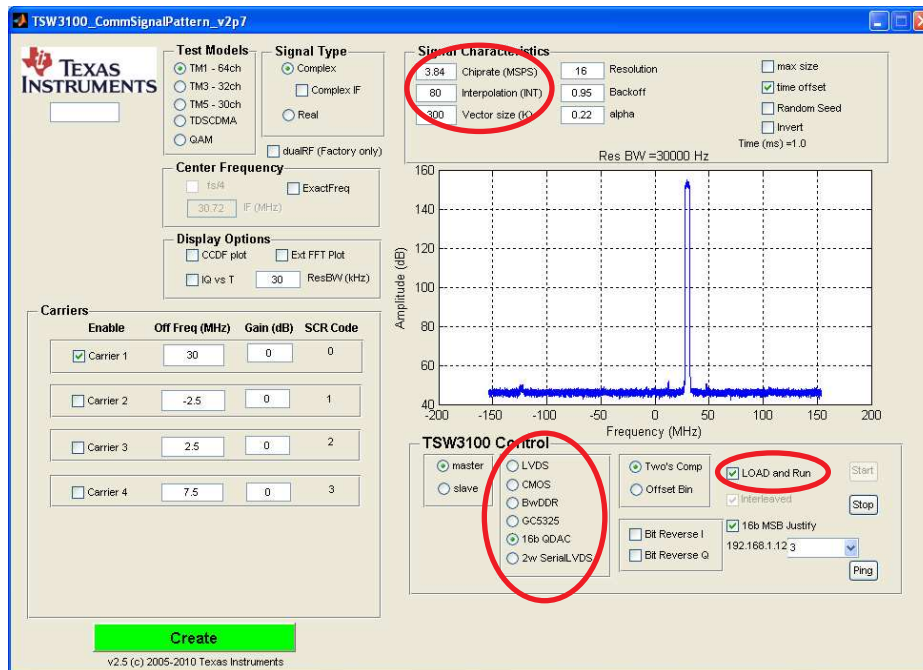 TSW3100_CommSignalPattern_v2p7
TEXAS
INSTRUMENTS
Test Models
TM1 - 64ch
TM3 - 32ch
TM5 - 30ch
TDSCDMA
QAM
Signal Type
Complex
Complex IF
Real
dualRF (Factory only)
Center Frequency
fs/4
ExactFreq
30.72 IF (MHz)
Display Options
CCDF plot Ext FFT Plot
IQ vs T 30 ResBW (kHz)
Signal Characteristics
3.84 Chiprate (MSPS) 16 Resolution max size
80 Interpolation (INT) 0.95 Backoff time offset
300 Vector size (K) 0.22 alpha Random Seed
Invert
Time (ms) =1.0
Res BW =30000 Hz
Amplitude (dB)
160
140
120
100
80
60
40
-200 -150 -100 -50 0 50 100 150 200
Frequency (MHz)
Carriers
Enable Off Freq (MHz) Gain (dB) SCR Code
Carrier 1 30 0 0
Carrier 2 -2.5 0 1
Carrier 3 2.5 0 2
Carrier 4 7.5 0 3
TSW3100 Control
master
slave
LVDS
CMOS
BwDDR
GC5325
16b QDAC
2w SerialLVDS
Two's Comp
Offset Bin
Bit Reverse I
Bit Reverse Q
LOAD and Run
Interleaved
16b MSB Justify
192.168.1.12 3
Start
Stop
Ping
Create
v2.5 (c) 2005-2010 Texas Instruments